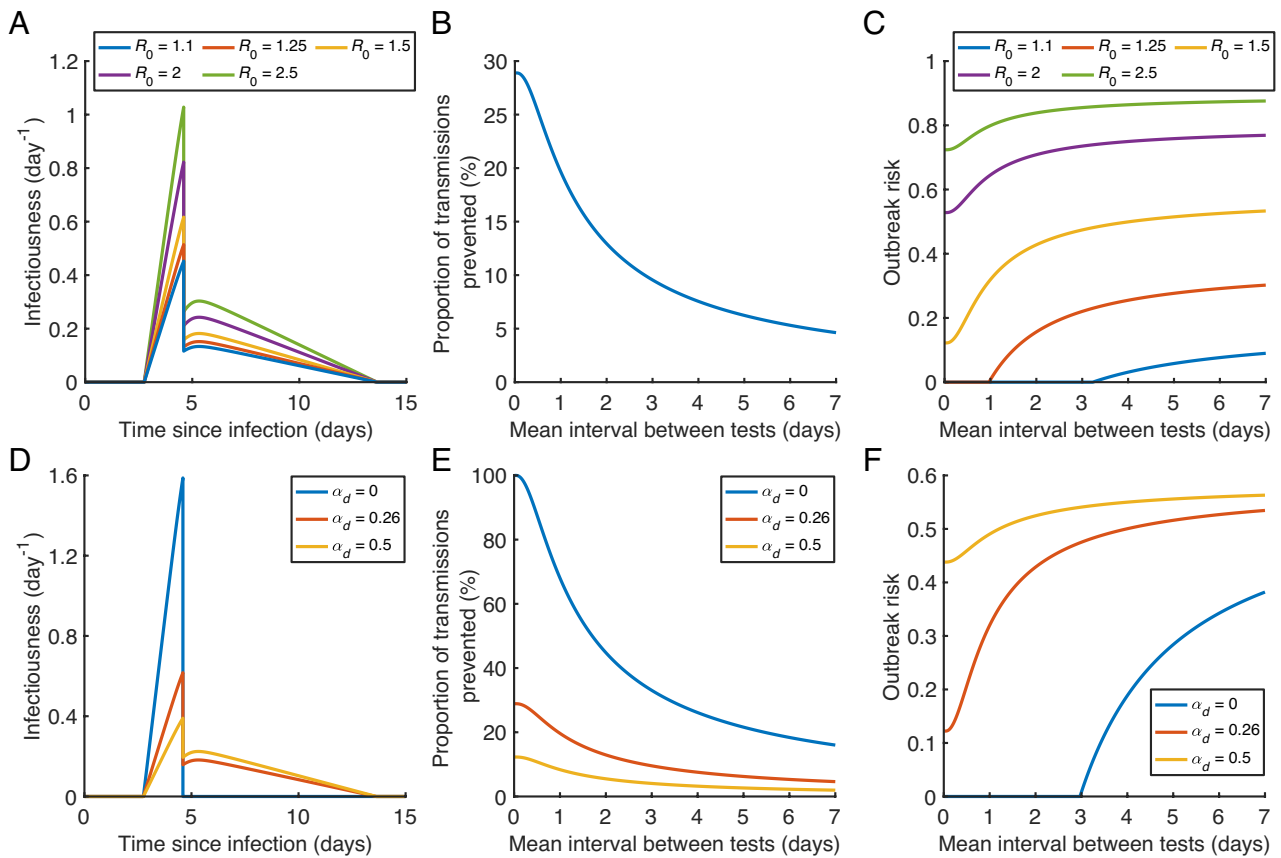 A
R0 = 1.1 R0 = 1.25 R0 = 1.5
R0 = 2 R0 = 2.5
1.2
1
0.8
0.6
0.4
0.2
0
Infectiousness (day-1)
0 5 10 15
Time since infection (days)
B
30
25
20
15
10
5
0
Proportion of transmissions
prevented (%)
0 1 2 3 4 5 6 7
Mean interval between tests (days)
C
R0 = 1.1 R0 = 1.25 R0 = 1.5
R0 = 2 R0 = 2.5
1
0.8
0.6
0.4
0.2
0
Outbreak risk
0 1 2 3 4 5 6 7
Mean interval between tests (days)
D
αd = 0
αd = 0.26
αd = 0.5
1.6
1.2
0.8
0.4
0
Infectiousness (day-1)
0 5 10 15
Time since infection (days)
E
αd = 0
αd = 0.26
αd = 0.5
100
80
60
40
20
0
Proportion of transmissions
prevented (%)
0 1 2 3 4 5 6 7
Mean interval between tests (days)
F
0.6
0.5
0.4
0.3
0.2
0.1
0
Outbreak risk
αd = 0
αd = 0.26
αd = 0.5
0 1 2 3 4 5 6 7
Mean interval between tests (days)